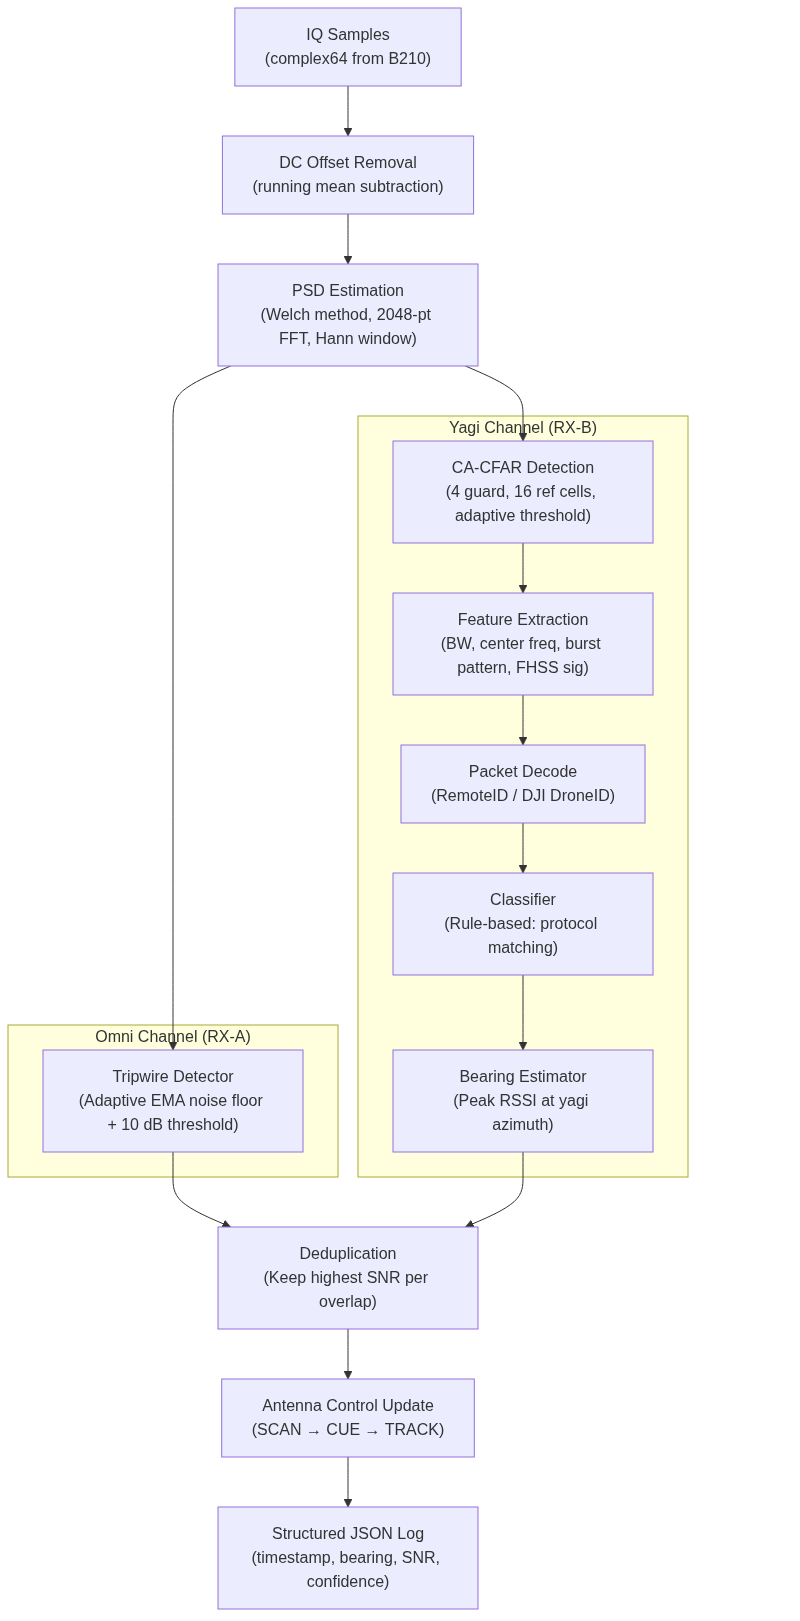 IQ Samples
(complex64 from B210)
DC Offset Removal
(running mean subtraction)
PSD Estimation
(Welch method, 2048-pt
FFT, Hann window)
Yagi Channel (RX-B)
CA-CFAR Detection
(4 guard, 16 ref cells,
adaptive threshold)
Feature Extraction
(BW, center freq, burst
pattern, FHSS sig)
Packet Decode
(RemoteID / DJI DroneID)
Classifier
(Rule-based: protocol
matching)
Omni Channel (RX-A)
Tripwire Detector
(Adaptive EMA noise floor
+ 10 dB threshold)
Bearing Estimator
(Peak RSSI at yagi
azimuth)
Deduplication
(Keep highest SNR per
overlap)
Antenna Control Update
(SCAN → CUE → TRACK)
Structured JSON Log
(timestamp, bearing, SNR,
confidence)